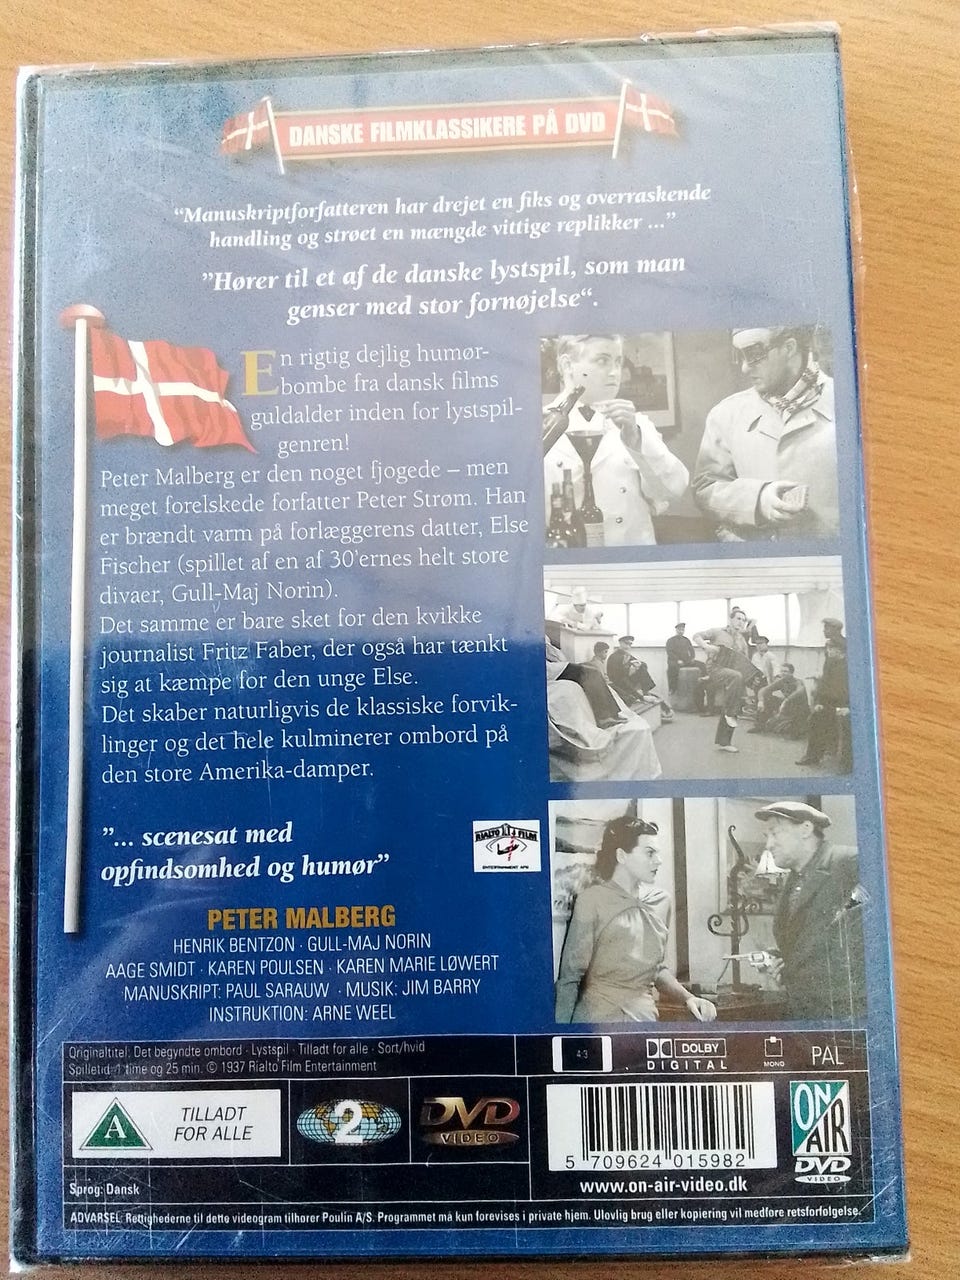 DANSKE FILMKLASSIKERE PÅ DVD
“Manuskriptforfatteren har drejet en fiks og overraskende
handling og strøet en mængde vittige replikker ...”
”Hører til et af de danske lystspil, som man
genser med stor fornøjelse“.
En rigtig dejlig humør-
bombe fra dansk films
guldalder inden for lystspil-
genren!
Peter Malberg er den noget fjogede – men
meget forelskede forfatter Peter Strøm. Han
er brændt varm på forlæggerens datter, Else
Fischer (spillet af en af 30’ernes helt store
divaer, Gull-Maj Norin).
Det samme er bare sket for den kvikke
journalist Fritz Faber, der også har tænkt
sig at kæmpe for den unge Else.
Det skaber naturligvis de klassiske forvik-
linger og det hele kulminerer ombord på
den store Amerika-damper.
”... scenesat med
opfindsomhed og humør”
RIALTO FILM
ENTERTAINMENT APS
PETER MALBERG
HENRIK BENTZON · GULL-MAJ NORIN
AAGE SMIDT · KAREN POULSEN · KAREN MARIE LØWERT
MANUSKRIPT: PAUL SARAUW · MUSIK: JIM BARRY
INSTRUKTION: ARNE WEEL
Originaltitel: Det begyndte ombord · Lystspil · Tilladt for alle · Sort/hvid
Spilletid: 1 time og 25 min. © 1937 Rialto Film Entertainment
4:3
DOLBY
DIGITAL
MONO
PAL
A
TILLADT
FOR ALLE
2
DVD
VIDEO
5 709624 015982
ON
AIR
DVD
VIDEO
www.on-air-video.dk
Sprog: Dansk
ADVARSEL: Rettighederne til dette videogram tilhører Poulin A/S. Programmet må kun forevises i private hjem. Ulovlig brug eller kopiering vil medføre retsforfølgelse.